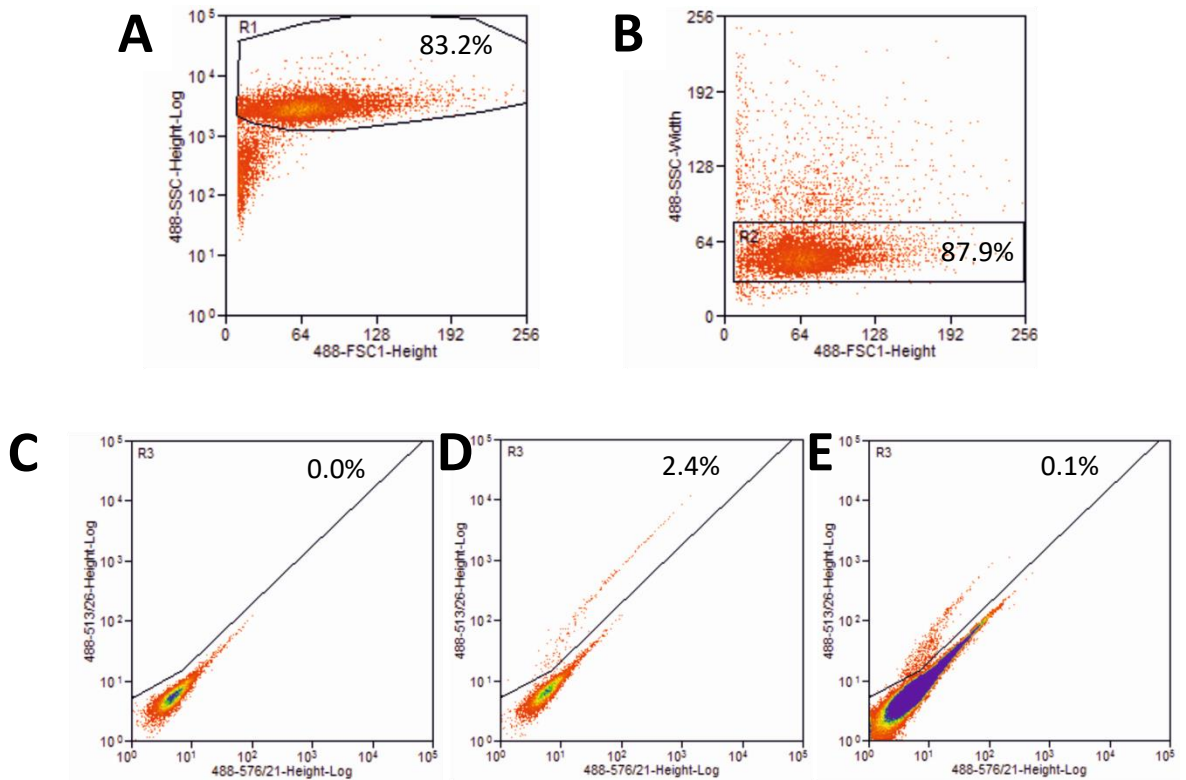 A
B
R1
83.2%
10⁵
10⁴
10³
10²
10¹
10⁰
488-SSC-Height-Log
0 64 128 192 256
488-FSC1-Height
256
192
128
64
0
488-SSC-Width
R2
87.9%
0 64 128 192 256
488-FSC1-Height
C
D
E
R3
0.0%
10⁵
10⁴
10³
10²
10¹
10⁰
488-513/26-Height-Log
10⁰ 10¹ 10² 10³ 10⁴ 10⁵
488-576/21-Height-Log
R3
2.4%
10⁵
10⁴
10³
10²
10¹
10⁰
488-513/26-Height-Log
10⁰ 10¹ 10² 10³ 10⁴ 10⁵
488-576/21-Height-Log
R3
0.1%
10⁵
10⁴
10³
10²
10¹
10⁰
488-513/26-Height-Log
10⁰ 10¹ 10² 10³ 10⁴ 10⁵
488-576/21-Height-Log